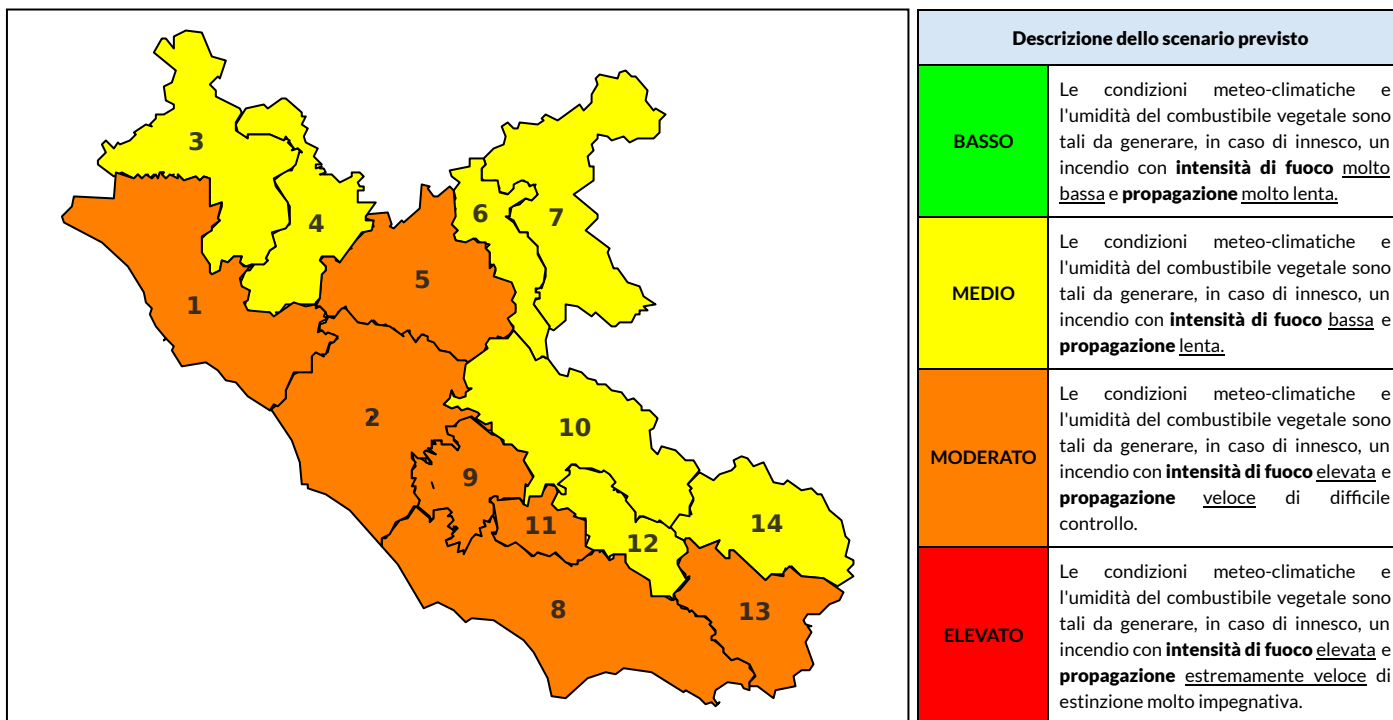 3
4
6
7
5
1
2
10
9
11
12
14
8
13
Descrizione dello scenario previsto
BASSO
Le condizioni meteo-climatiche e
l'umidità del combustibile vegetale sono
tali da generare, in caso di innesco, un
incendio con intensità di fuoco molto
bassa e propagazione molto lenta.
MEDIO
Le condizioni meteo-climatiche e
l'umidità del combustibile vegetale sono
tali da generare, in caso di innesco, un
incendio con intensità di fuoco bassa e
propagazione lenta.
MODERATO
Le condizioni meteo-climatiche e
l'umidità del combustibile vegetale sono
tali da generare, in caso di innesco, un
incendio con intensità di fuoco elevata e
propagazione veloce di difficile
controllo.
ELEVATO
Le condizioni meteo-climatiche e
l'umidità del combustibile vegetale sono
tali da generare, in caso di innesco, un
incendio con intensità di fuoco elevata e
propagazione estremamente veloce di
estinzione molto impegnativa.